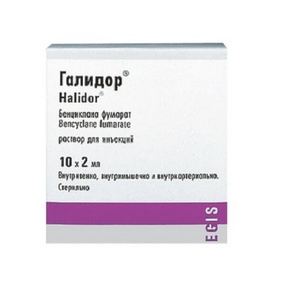 Галидор®
Halidor®
Бенциклана фумарат
Bencyclane fumarate
раствор для инъекций
10 x 2 мл
Внутривенно, внутримышечно и внутриартериально.
Стерильно
EGIS